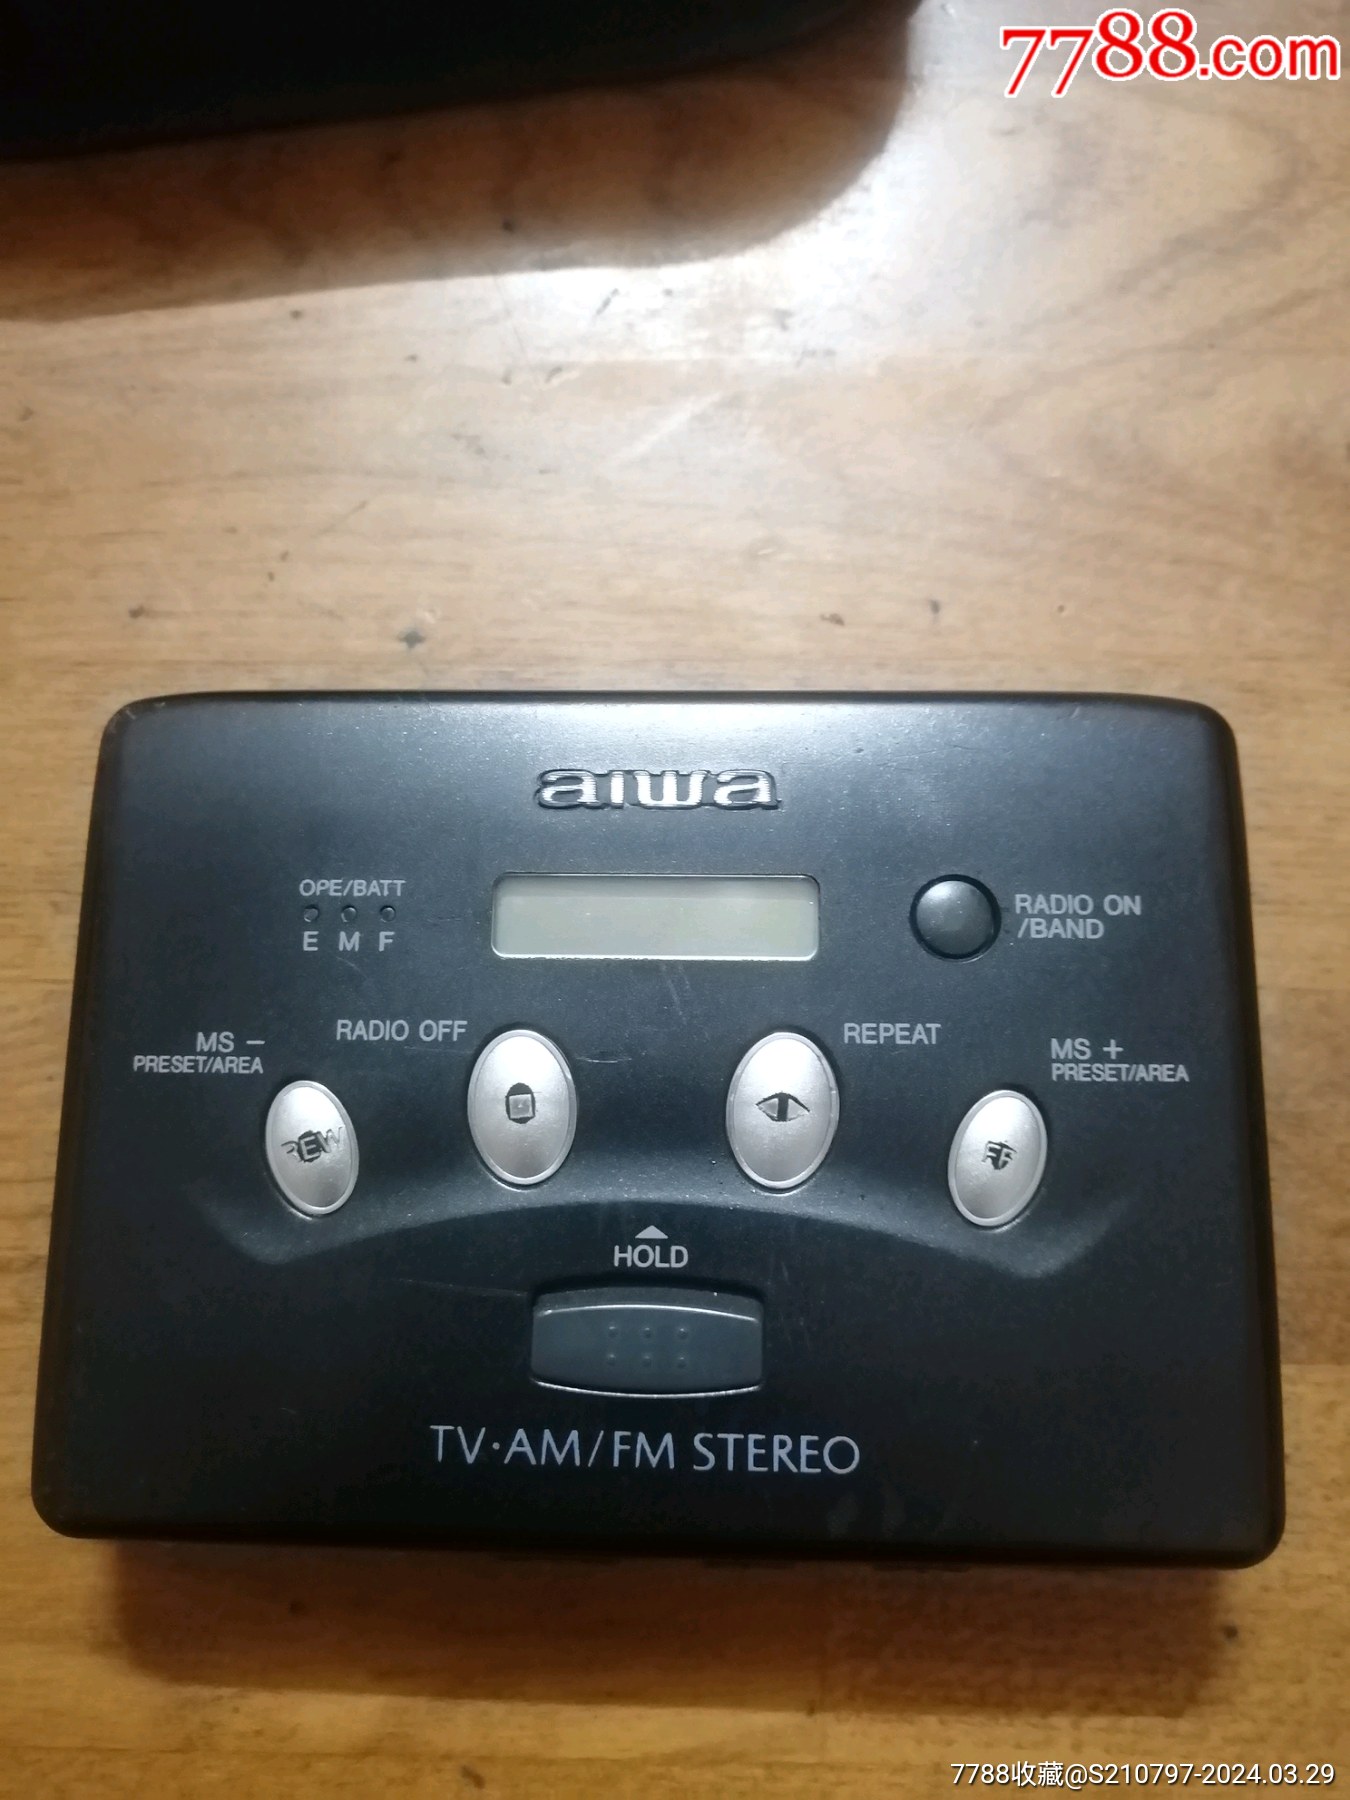 7788.com
aiwa
OPE/BATT
E M F
RADIO ON
/BAND
RADIO OFF
REPEAT
MS −
PRESET/AREA
MS +
PRESET/AREA
REW
FF
HOLD
TV·AM/FM STEREO
7788收藏@S210797-2024.03.29